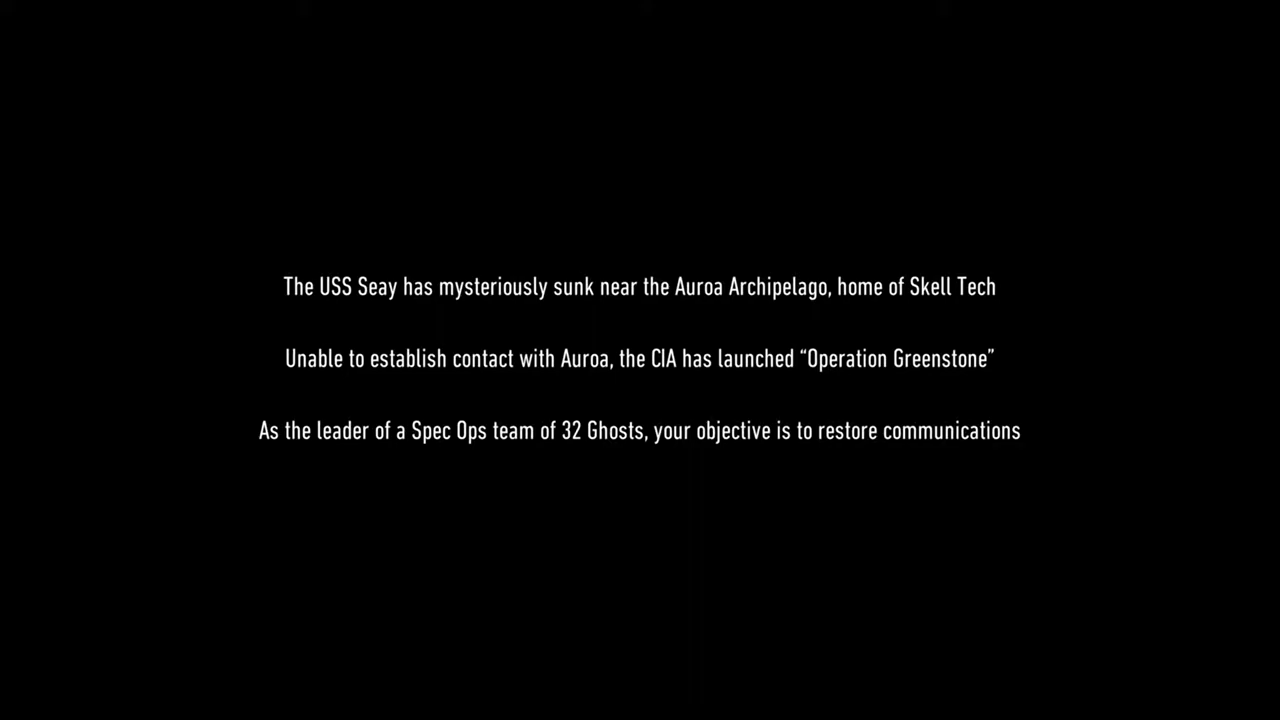 The USS Seay has mysteriously sunk near the Auroa Archipelago, home of Skell Tech
Unable to establish contact with Auroa, the CIA has launched “Operation Greenstone”
As the leader of a Spec Ops team of 32 Ghosts, your objective is to restore communications